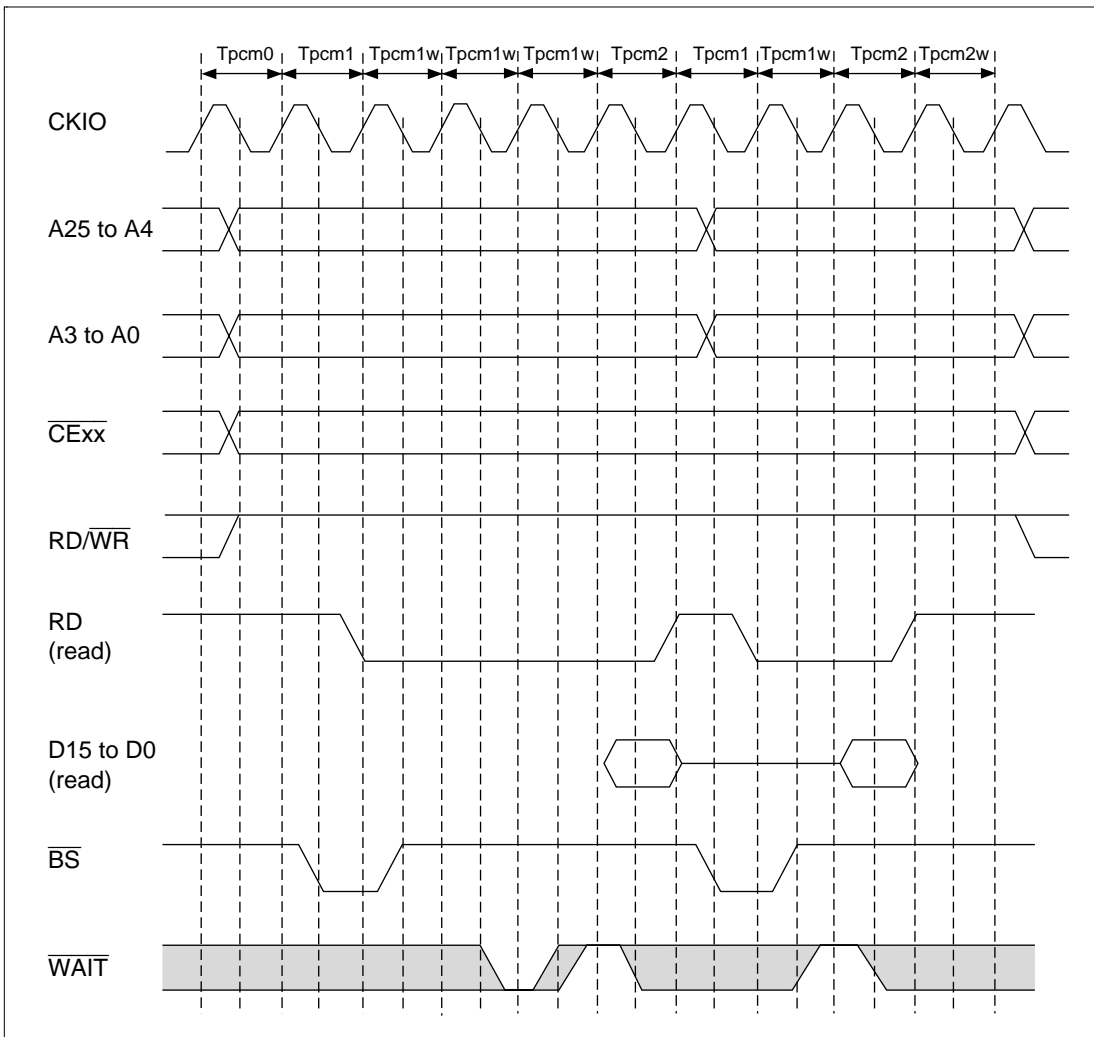 Tpcm0 Tpcm1 Tpcm1w Tpcm1w Tpcm1w Tpcm2 Tpcm1 Tpcm1w Tpcm2 Tpcm2w
CKIO
A25 to A4
A3 to A0
CExx
RD/WR
RD
(read)
D15 to D0
(read)
BS
WAIT